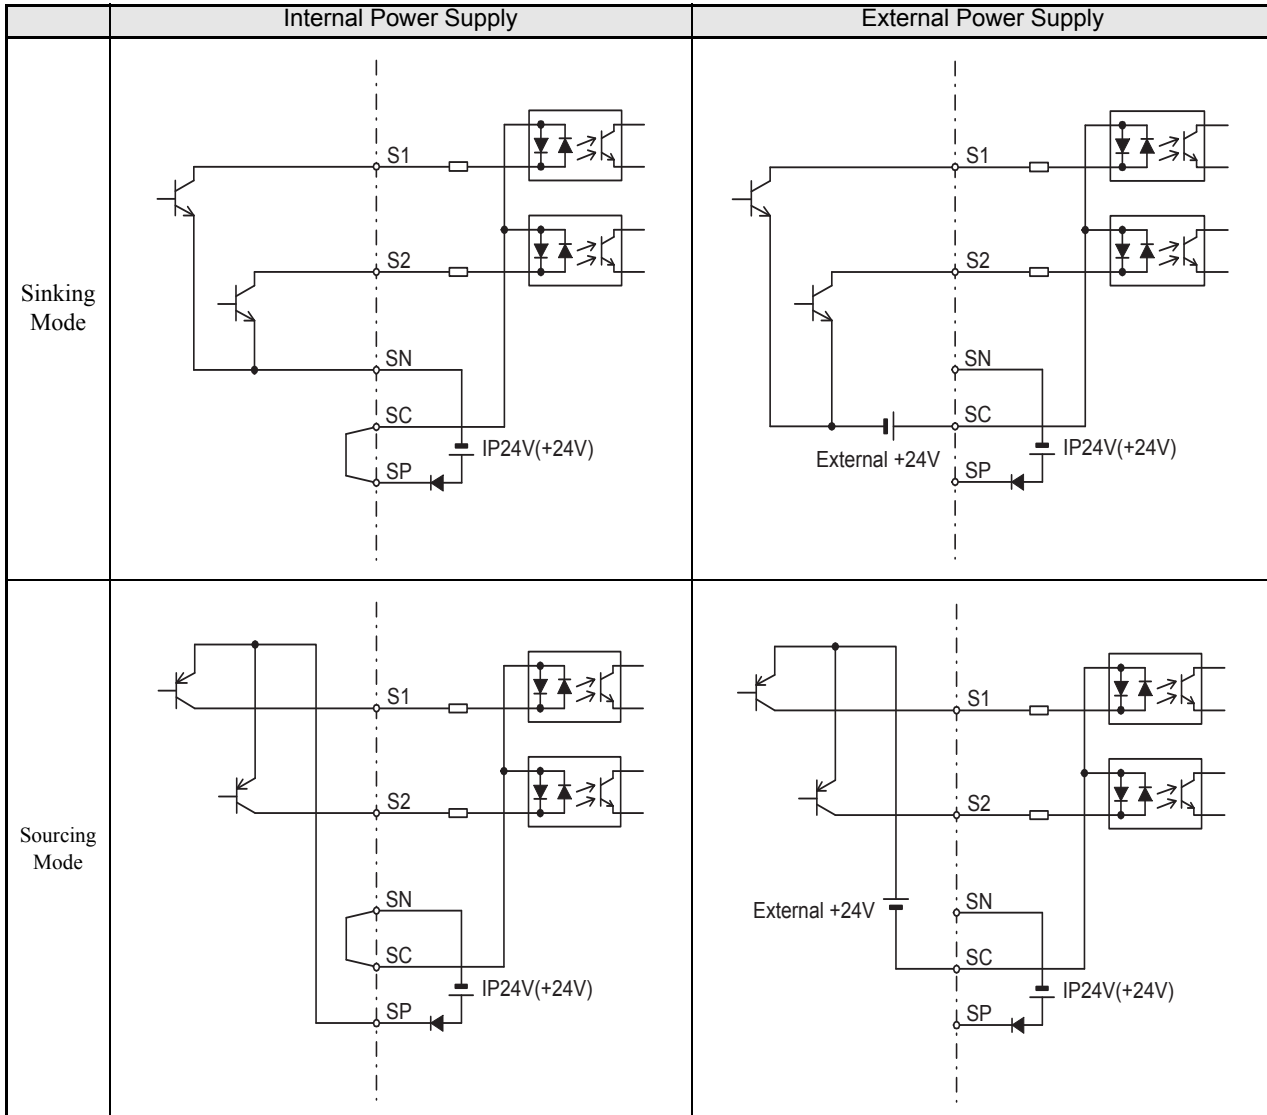 Internal Power Supply
External Power Supply
Sinking
Mode
S1
S2
SN
SC
IP24V(+24V)
SP
S1
S2
SN
SC
External +24V
IP24V(+24V)
SP
Sourcing
Mode
S1
S2
SN
SC
IP24V(+24V)
SP
S1
S2
External +24V
SN
SC
IP24V(+24V)
SP